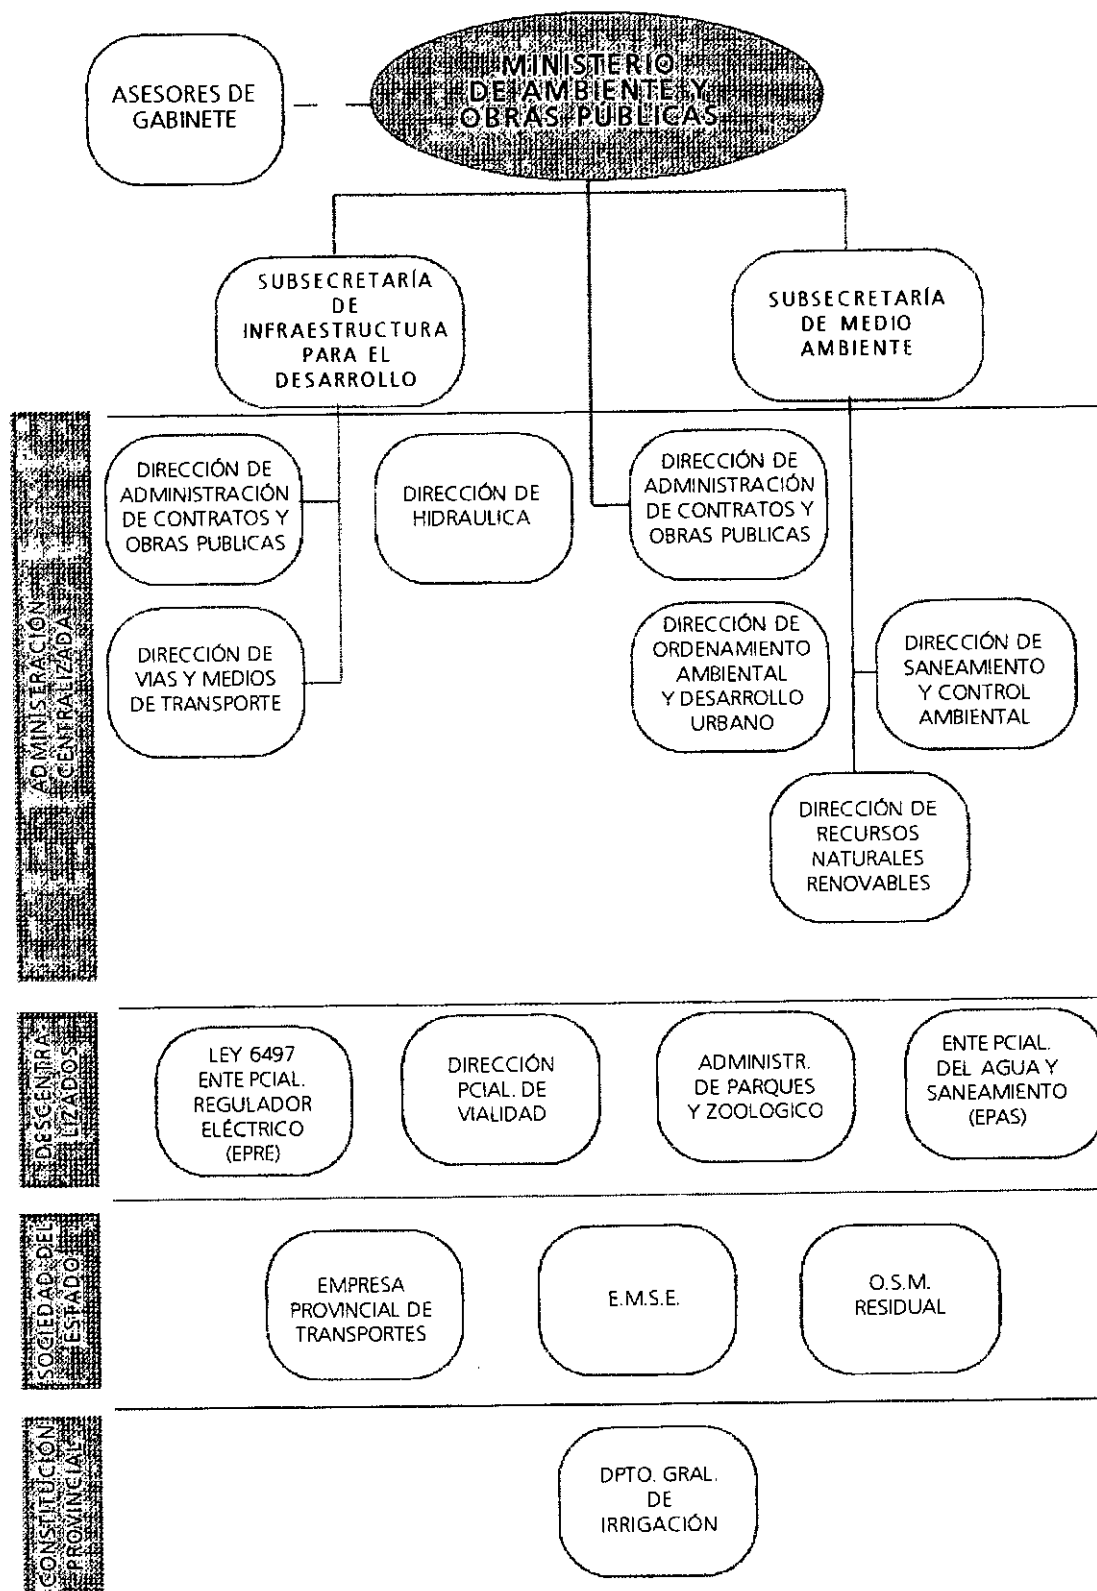 ASESORES DE
GABINETE
MINISTERIO
DE AMBIENTE Y
OBRAS PUBLICAS
SUBSECRETARÍA
DE
INFRAESTRUCTURA
PARA EL
DESARROLLO
SUBSECRETARÍA
DE MEDIO
AMBIENTE
ADMINISTRACIÓN
CENTRALIZADA
DIRECCIÓN DE
ADMINISTRACIÓN
DE CONTRATOS Y
OBRAS PUBLICAS
DIRECCIÓN DE
HIDRAULICA
DIRECCIÓN DE
ADMINISTRACIÓN
DE CONTRATOS Y
OBRAS PUBLICAS
DIRECCIÓN DE
VIAS Y MEDIOS
DE TRANSPORTE
DIRECCIÓN DE
ORDENAMIENTO
AMBIENTAL
Y DESARROLLO
URBANO
DIRECCIÓN DE
SANEAMIENTO
Y CONTROL
AMBIENTAL
DIRECCIÓN DE
RECURSOS
NATURALES
RENOVABLES
DESCENTRA-
LIZADOS
LEY 6497
ENTE PCIAL.
REGULADOR
ELÉCTRICO
(EPRE)
DIRECCIÓN
PCIAL. DE
VIALIDAD
ADMINISTR.
DE PARQUES
Y ZOOLOGICO
ENTE PCIAL.
DEL AGUA Y
SANEAMIENTO
(EPAS)
SOCIEDAD DEL
ESTADO
EMPRESA
PROVINCIAL DE
TRANSPORTES
E.M.S.E.
O.S.M.
RESIDUAL
CONSTITUCIÓN
PROVINCIAL
DPTO. GRAL.
DE
IRRIGACIÓN